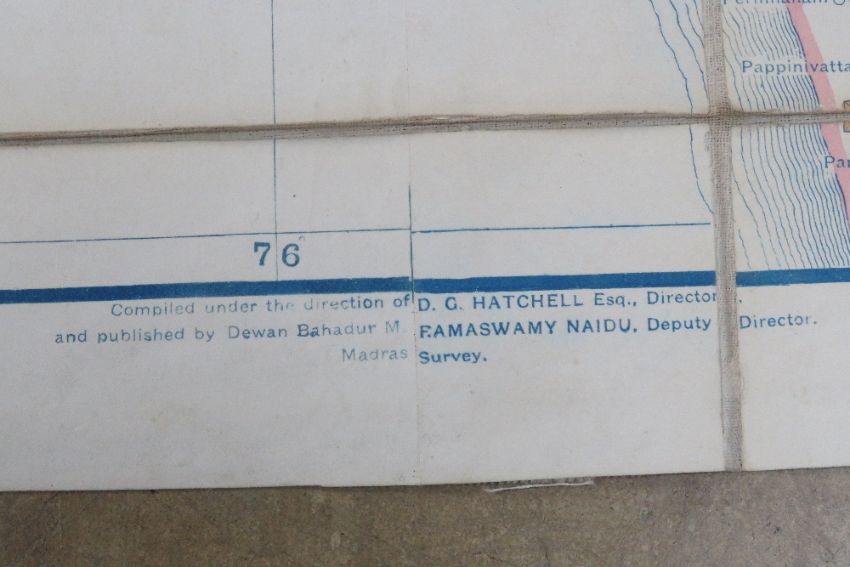 Pappinivatta
Par
76°
Compiled under the direction of D. G. HATCHELL Esq., Director,
and published by Dewan Bahadur M. RAMASWAMY NAIDU, Deputy Director.
Madras Survey.